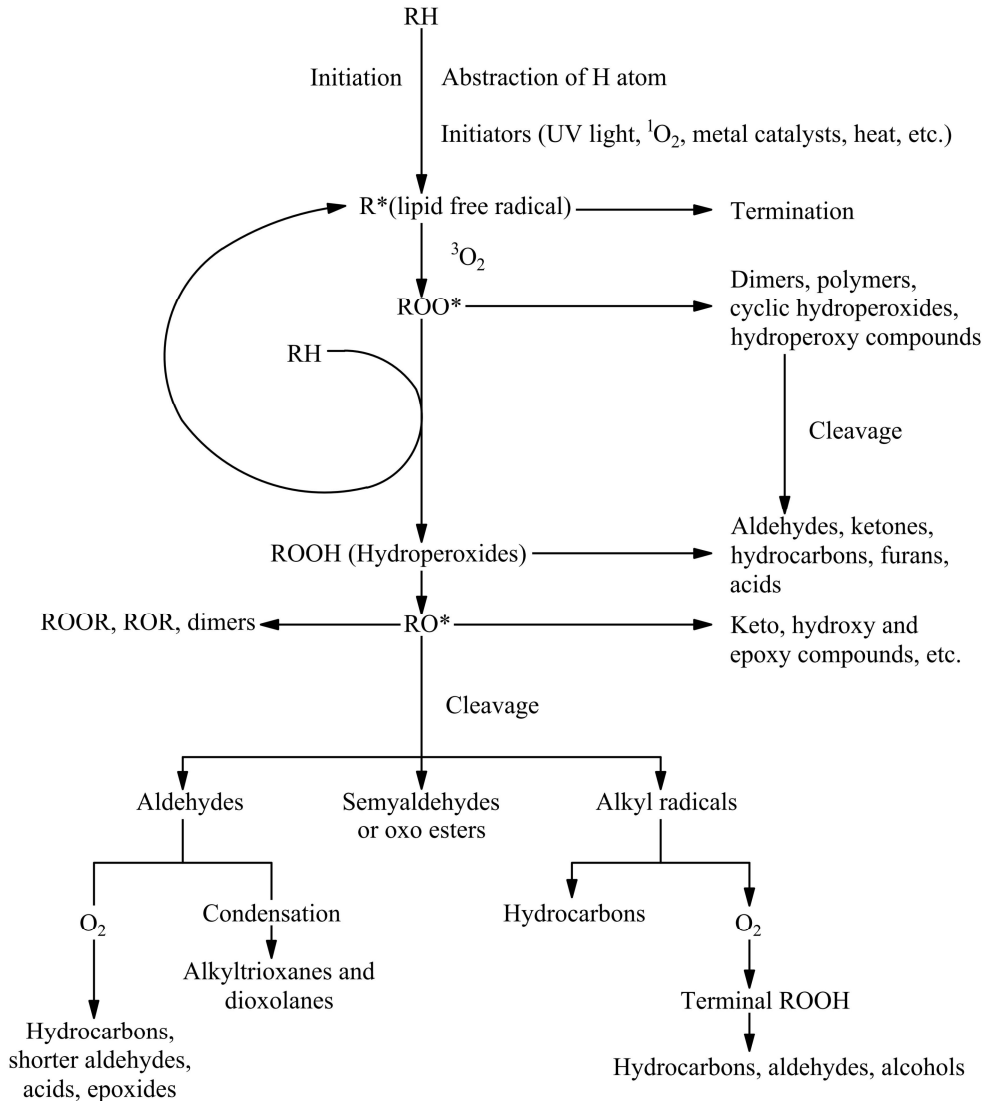 RH
Initiation
Abstraction of H atom
Initiators (UV light, ¹O₂, metal catalysts, heat, etc.)
R*(lipid free radical)
Termination
³O₂
ROO*
Dimers, polymers,
cyclic hydroperoxides,
hydroperoxy compounds
RH
Cleavage
ROOH (Hydroperoxides)
Aldehydes, ketones,
hydrocarbons, furans,
acids
ROOR, ROR, dimers
RO*
Keto, hydroxy and
epoxy compounds, etc.
Cleavage
Aldehydes
Semyaldehydes
or oxo esters
Alkyl radicals
O₂
Condensation
Hydrocarbons
O₂
Alkyltrioxanes and
dioxolanes
Terminal ROOH
Hydrocarbons,
shorter aldehydes,
acids, epoxides
Hydrocarbons, aldehydes, alcohols